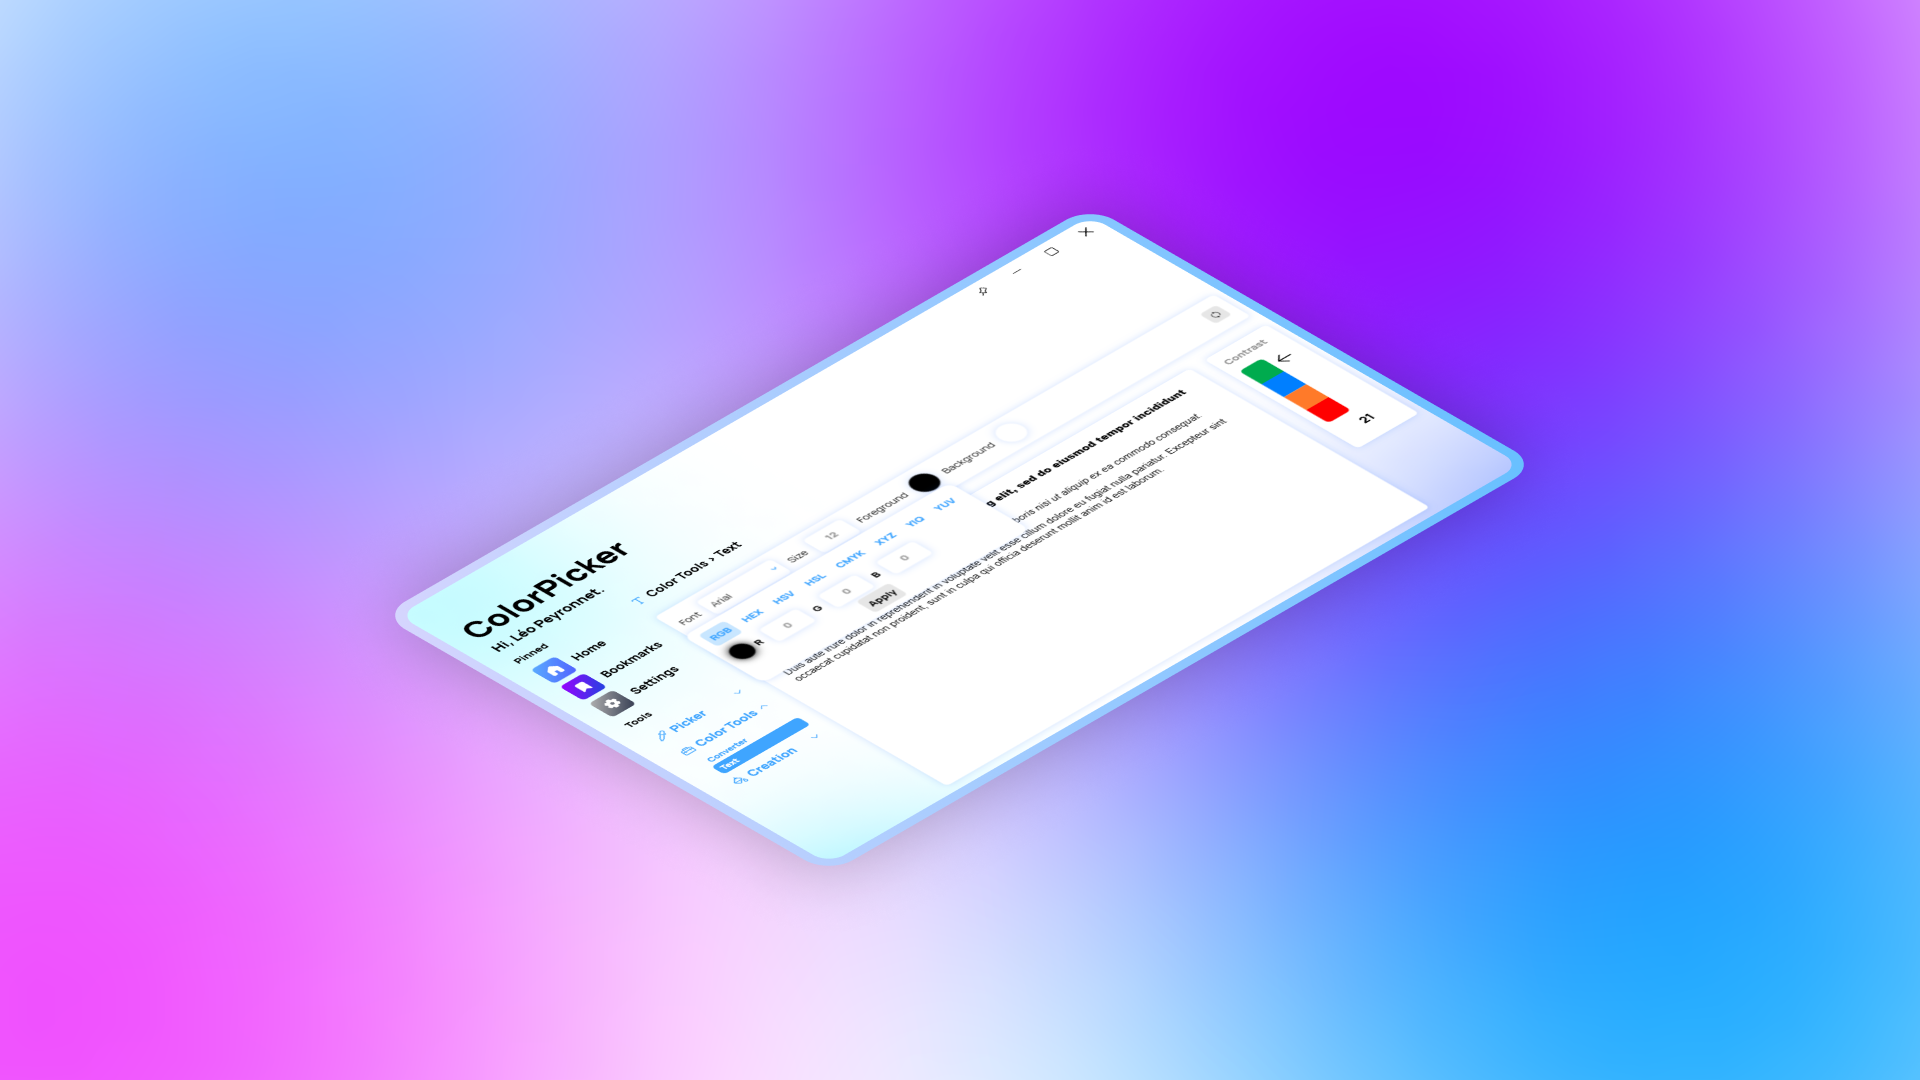 ColorPicker
Hi, Léo Peyronnet.
Pinned
Home
Bookmarks
Settings
Tools
Picker
Color Tools
Converter
Text
Creation
Color Tools › Text
Font Arial Size 12 Foreground Background
RGB HEX HSV HSL CMYK XYZ YIQ YUV
R 0 G 0 B 0
Apply
g elit, sed do eiusmod tempor incididunt
boris nisi ut aliquip ex ea commodo consequat.
Duis aute irure dolor in reprehenderit in voluptate velit esse cillum dolore eu fugiat nulla pariatur. Excepteur sint
occaecat cupidatat non proident, sunt in culpa qui officia deserunt mollit anim id est laborum.
Contrast
21